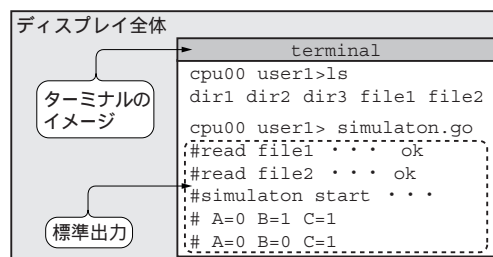 ディスプレイ全体
terminal
cpu00 user1>ls
dir1 dir2 dir3 file1 file2
cpu00 user1> simulaton.go
#read file1 ・・・ ok
#read file2 ・・・ ok
#simulaton start ・・・
# A=0 B=1 C=1
# A=0 B=0 C=1
ターミナルの
イメージ
標準出力